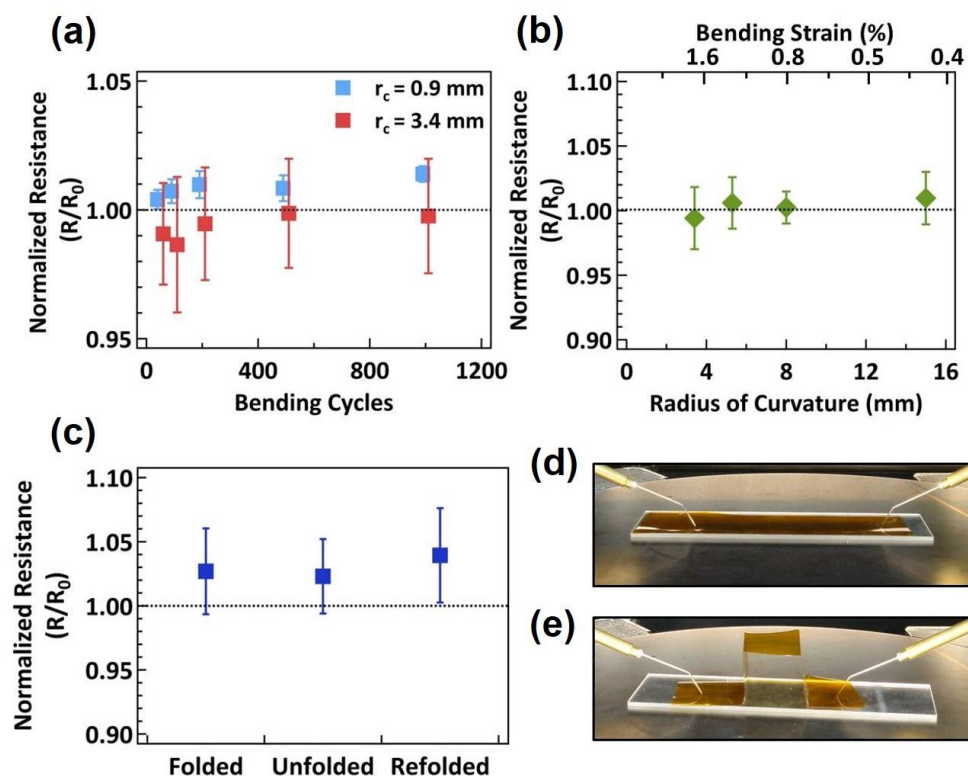 (a)
Normalized Resistance
(R/R₀)
1.05
1.00
0.95
r_c = 0.9 mm
r_c = 3.4 mm
0
400
800
1200
Bending Cycles
(b)
Bending Strain (%)
1.6
0.8
0.5
0.4
Normalized Resistance
(R/R₀)
1.10
1.05
1.00
0.95
0.90
0
4
8
12
16
Radius of Curvature (mm)
(c)
Normalized Resistance
(R/R₀)
1.10
1.05
1.00
0.95
0.90
Folded
Unfolded
Refolded
(d)
(e)